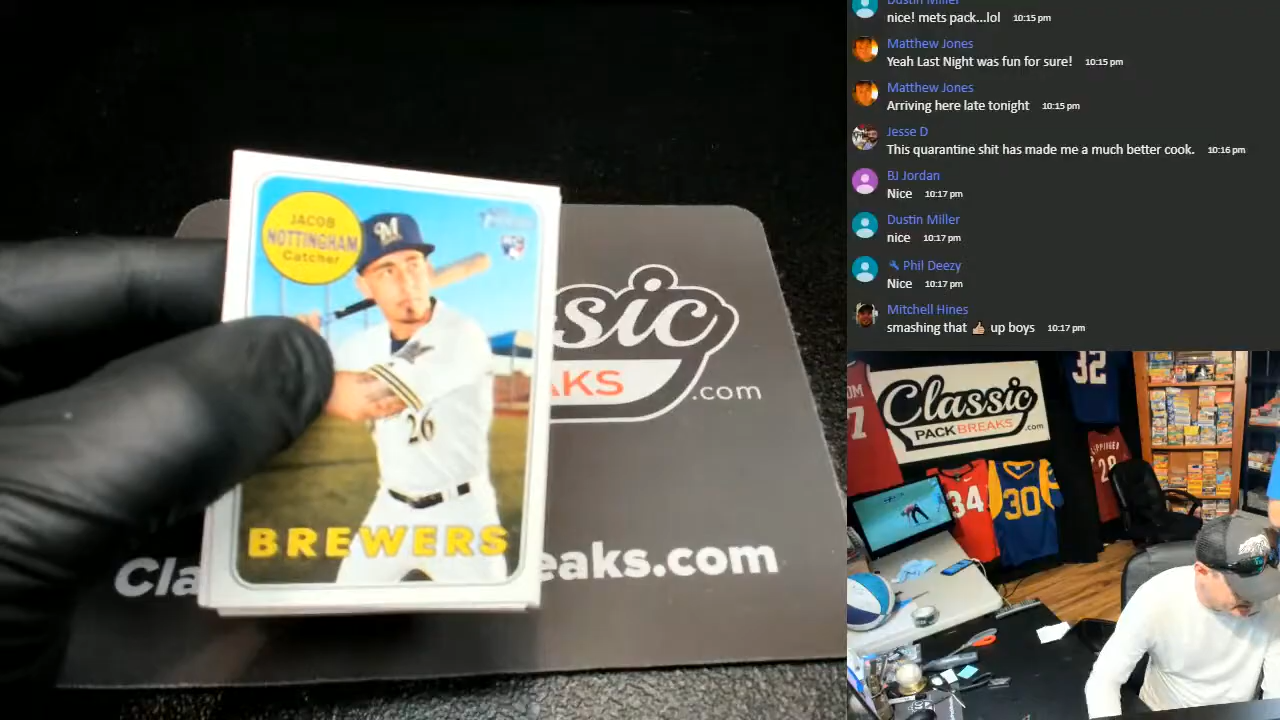 JACOB
NOTTINGHAM
Catcher
M
26
BREWERS
ssic
AKS
.com
Cla
eaks.com
nice! mets pack...lol 10:15 pm
Matthew Jones
Yeah Last Night was fun for sure! 10:15 pm
Matthew Jones
Arriving here late tonight 10:15 pm
Jesse D
This quarantine shit has made me a much better cook. 10:16 pm
BJ Jordan
Nice 10:17 pm
Dustin Miller
nice 10:17 pm
Phil Deezy
Nice 10:17 pm
Mitchell Hines
smashing that 👍🏼 up boys 10:17 pm
32
Classic
PACK BREAKS
.com
7
28
34
30